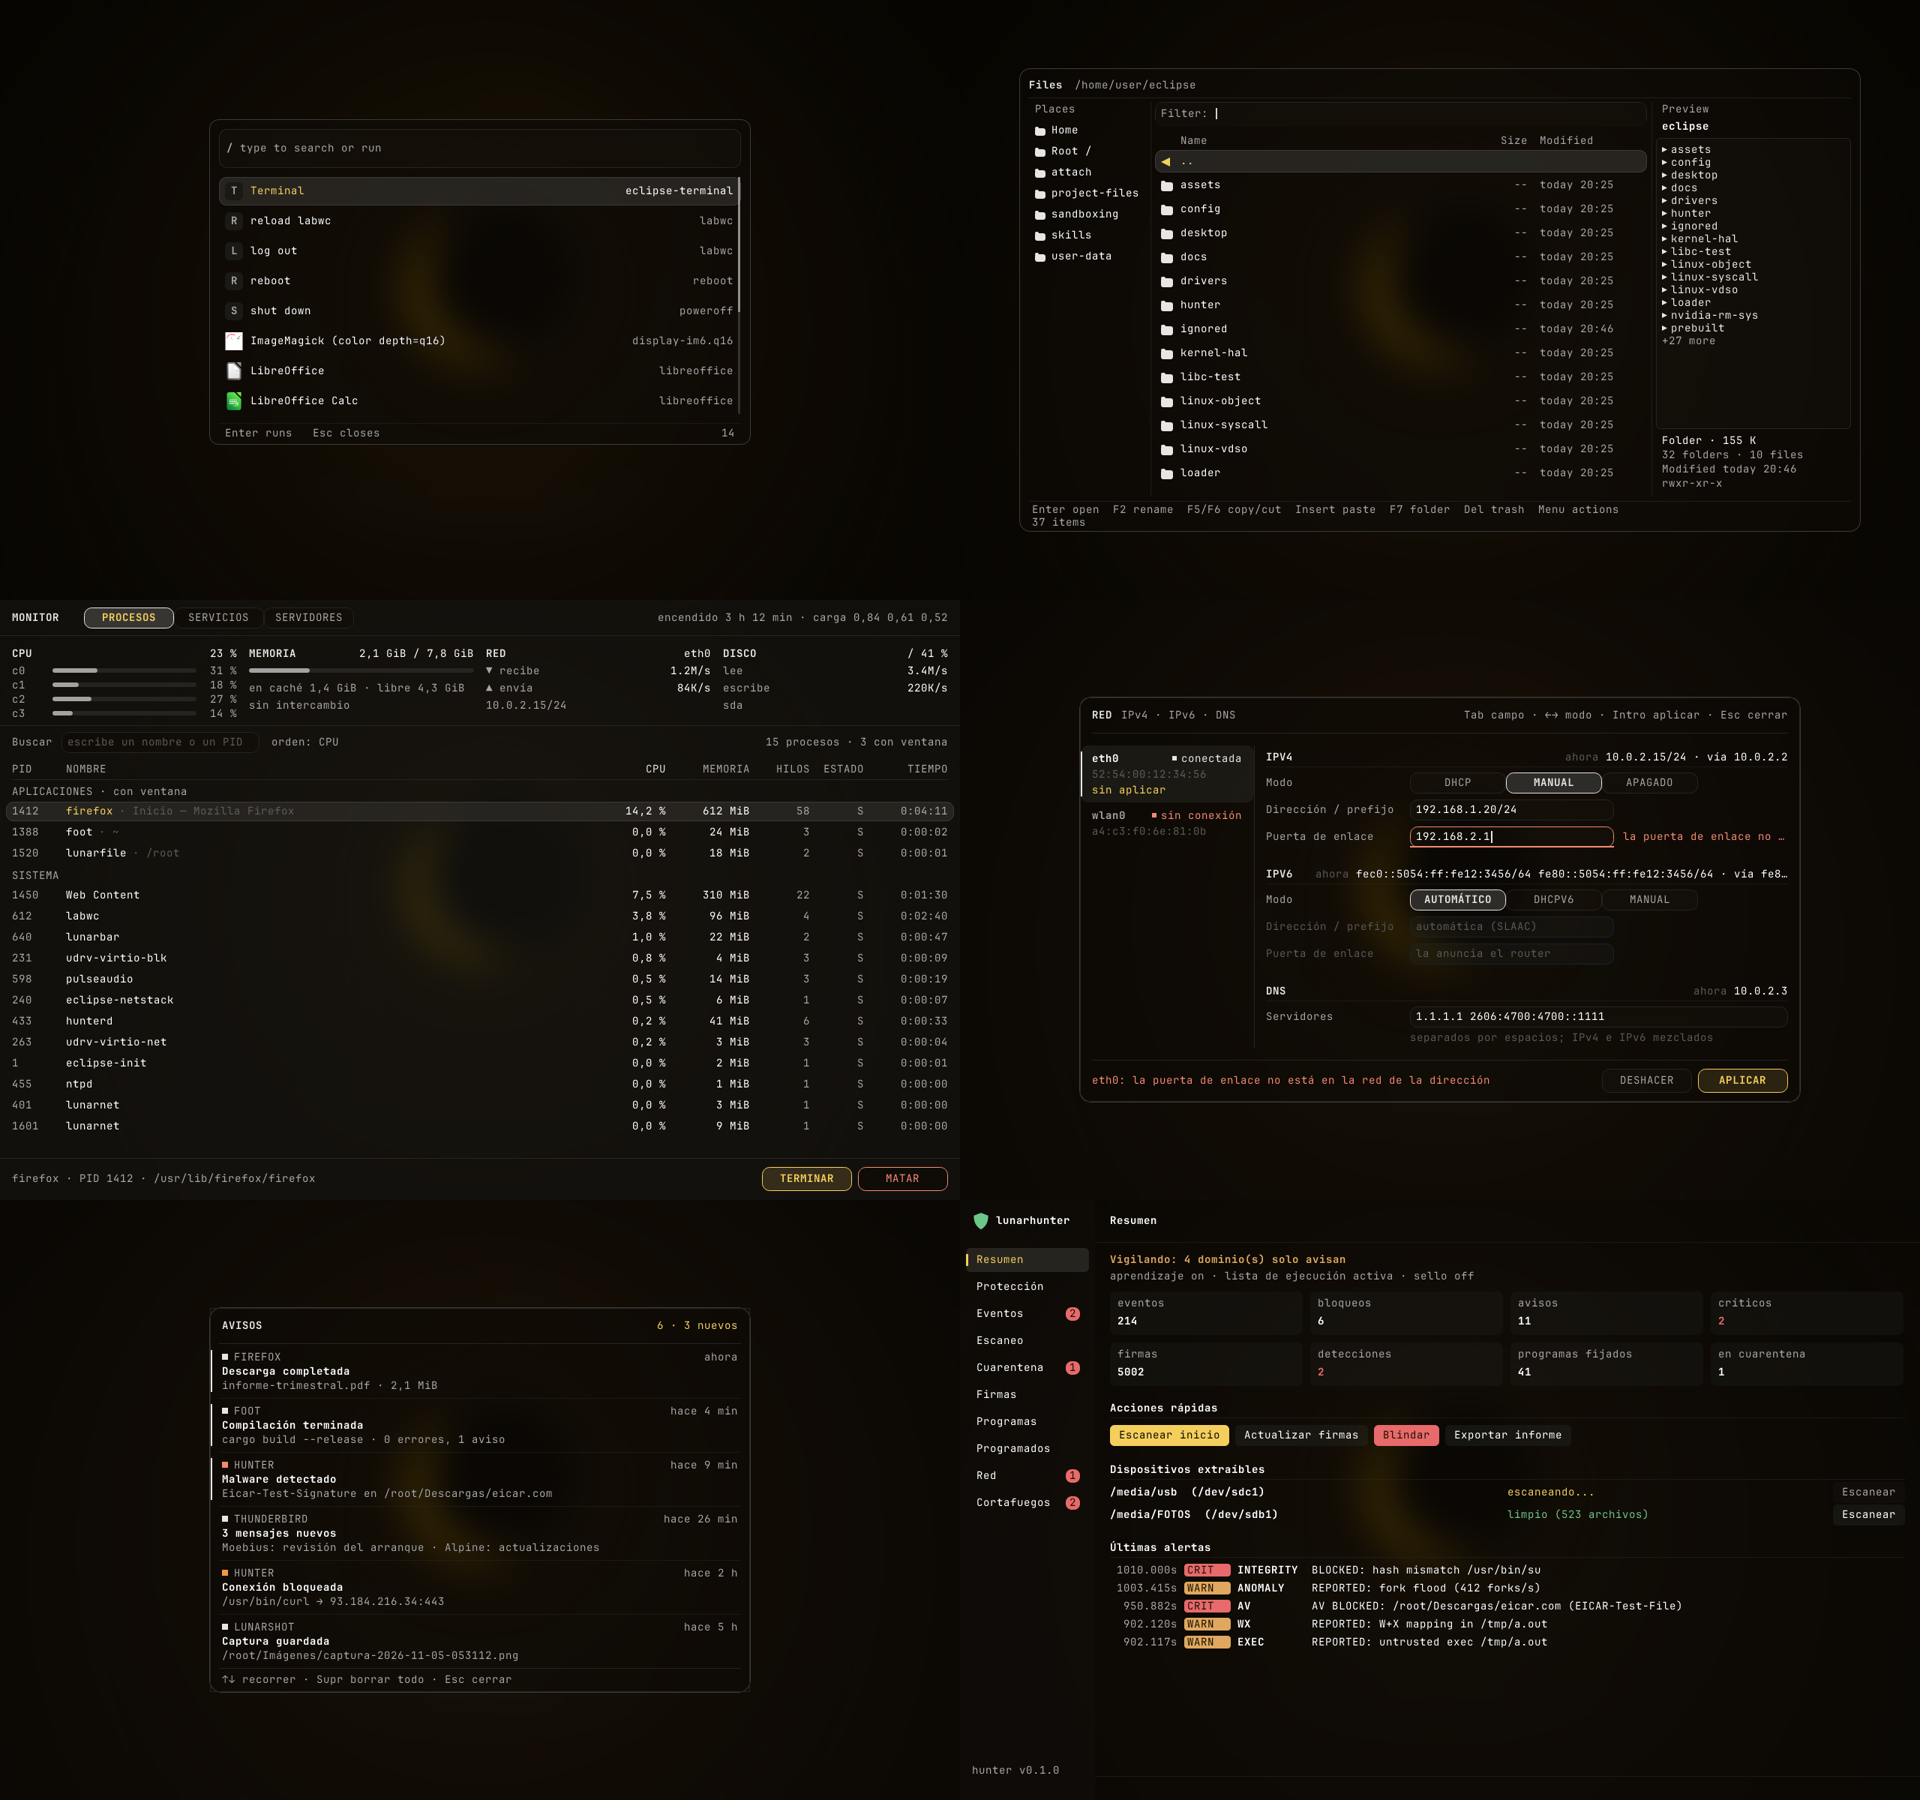 / type to search or run
T Terminal eclipse-terminal
R reload labwc labwc
L log out labwc
R reboot reboot
S shut down poweroff
ImageMagick (color depth=q16) display-im6.q16
LibreOffice libreoffice
LibreOffice Calc libreoffice
Enter runs Esc closes 14
Files /home/user/eclipse
Places
Home
Root /
attach
project-files
sandboxing
skills
user-data
Filter:
Name Size Modified
..
assets -- today 20:25
config -- today 20:25
desktop -- today 20:25
docs -- today 20:25
drivers -- today 20:25
hunter -- today 20:25
ignored -- today 20:46
kernel-hal -- today 20:25
libc-test -- today 20:25
linux-object -- today 20:25
linux-syscall -- today 20:25
linux-vdso -- today 20:25
loader -- today 20:25
Preview
eclipse
▸ assets
▸ config
▸ desktop
▸ docs
▸ drivers
▸ hunter
▸ ignored
▸ kernel-hal
▸ libc-test
▸ linux-object
▸ linux-syscall
▸ linux-vdso
▸ loader
▸ nvidia-rm-sys
▸ prebuilt
+27 more
Folder · 155 K
32 folders · 10 files
Modified today 20:46
rwxr-xr-x
Enter open F2 rename F5/F6 copy/cut Insert paste F7 folder Del trash Menu actions
37 items
MONITOR PROCESOS SERVICIOS SERVIDORES encendido 3 h 12 min · carga 0,84 0,61 0,52
CPU 23 % MEMORIA 2,1 GiB / 7,8 GiB RED eth0 DISCO / 41 %
c0 31 % ▼ recibe 1.2M/s lee 3.4M/s
c1 18 % en caché 1,4 GiB · libre 4,3 GiB ▲ envía 84K/s escribe 220K/s
c2 27 % sin intercambio 10.0.2.15/24 sda
c3 14 %
Buscar escribe un nombre o un PID orden: CPU 15 procesos · 3 con ventana
PID NOMBRE CPU MEMORIA HILOS ESTADO TIEMPO
APLICACIONES · con ventana
1412 firefox · Inicio — Mozilla Firefox 14,2 % 612 MiB 58 S 0:04:11
1388 foot · ~ 0,0 % 24 MiB 3 S 0:00:02
1520 lunarfile · /root 0,0 % 18 MiB 2 S 0:00:01
SISTEMA
1450 Web Content 7,5 % 310 MiB 22 S 0:01:30
612 labwc 3,8 % 96 MiB 4 S 0:02:40
640 lunarbar 1,0 % 22 MiB 2 S 0:00:47
231 udrv-virtio-blk 0,8 % 4 MiB 3 S 0:00:09
598 pulseaudio 0,5 % 14 MiB 3 S 0:00:19
240 eclipse-netstack 0,5 % 6 MiB 1 S 0:00:07
433 hunterd 0,2 % 41 MiB 6 S 0:00:33
263 udrv-virtio-net 0,2 % 3 MiB 3 S 0:00:04
1 eclipse-init 0,0 % 2 MiB 1 S 0:00:01
455 ntpd 0,0 % 1 MiB 1 S 0:00:00
401 lunarnet 0,0 % 3 MiB 1 S 0:00:00
1601 lunarnet 0,0 % 9 MiB 1 S 0:00:00
firefox · PID 1412 · /usr/lib/firefox/firefox TERMINAR MATAR
RED IPv4 · IPv6 · DNS Tab campo · ↔ modo · Intro aplicar · Esc cerrar
eth0 conectada
52:54:00:12:34:56
sin aplicar
wlan0 sin conexión
a4:c3:f0:6e:81:0b
IPV4 ahora 10.0.2.15/24 · vía 10.0.2.2
Modo DHCP MANUAL APAGADO
Dirección / prefijo 192.168.1.20/24
Puerta de enlace 192.168.2.1 la puerta de enlace no …
IPV6 ahora fec0::5054:ff:fe12:3456/64 fe80::5054:ff:fe12:3456/64 · vía fe8…
Modo AUTOMÁTICO DHCPV6 MANUAL
Dirección / prefijo automática (SLAAC)
Puerta de enlace la anuncia el router
DNS ahora 10.0.2.3
Servidores 1.1.1.1 2606:4700:4700::1111
separados por espacios; IPv4 e IPv6 mezclados
eth0: la puerta de enlace no está en la red de la dirección DESHACER APLICAR
AVISOS 6 · 3 nuevos
FIREFOX ahora
Descarga completada
informe-trimestral.pdf · 2,1 MiB
FOOT hace 4 min
Compilación terminada
cargo build --release · 0 errores, 1 aviso
HUNTER hace 9 min
Malware detectado
Eicar-Test-Signature en /root/Descargas/eicar.com
THUNDERBIRD hace 26 min
3 mensajes nuevos
Moebius: revisión del arranque · Alpine: actualizaciones
HUNTER hace 2 h
Conexión bloqueada
/usr/bin/curl → 93.184.216.34:443
LUNARSHOT hace 5 h
Captura guardada
/root/Imágenes/captura-2026-11-05-053112.png
↑↓ recorrer · Supr borrar todo · Esc cerrar
lunarhunter
Resumen
Protección
Eventos 2
Escaneo
Cuarentena 1
Firmas
Programas
Programados
Red 1
Cortafuegos 2
hunter v0.1.0
Resumen
Vigilando: 4 dominio(s) solo avisan
aprendizaje on · lista de ejecución activa · sello off
eventos bloqueos avisos críticos
214 6 11 2
firmas detecciones programas fijados en cuarentena
5002 2 41 1
Acciones rápidas
Escanear inicio Actualizar firmas Blindar Exportar informe
Dispositivos extraíbles
/media/usb (/dev/sdc1) escaneando... Escanear
/media/FOTOS (/dev/sdb1) limpio (523 archivos) Escanear
Últimas alertas
1010.000s CRIT INTEGRITY BLOCKED: hash mismatch /usr/bin/su
1003.415s WARN ANOMALY REPORTED: fork flood (412 forks/s)
950.882s CRIT AV AV BLOCKED: /root/Descargas/eicar.com (EICAR-Test-File)
902.120s WARN WX REPORTED: W+X mapping in /tmp/a.out
902.117s WARN EXEC REPORTED: untrusted exec /tmp/a.out